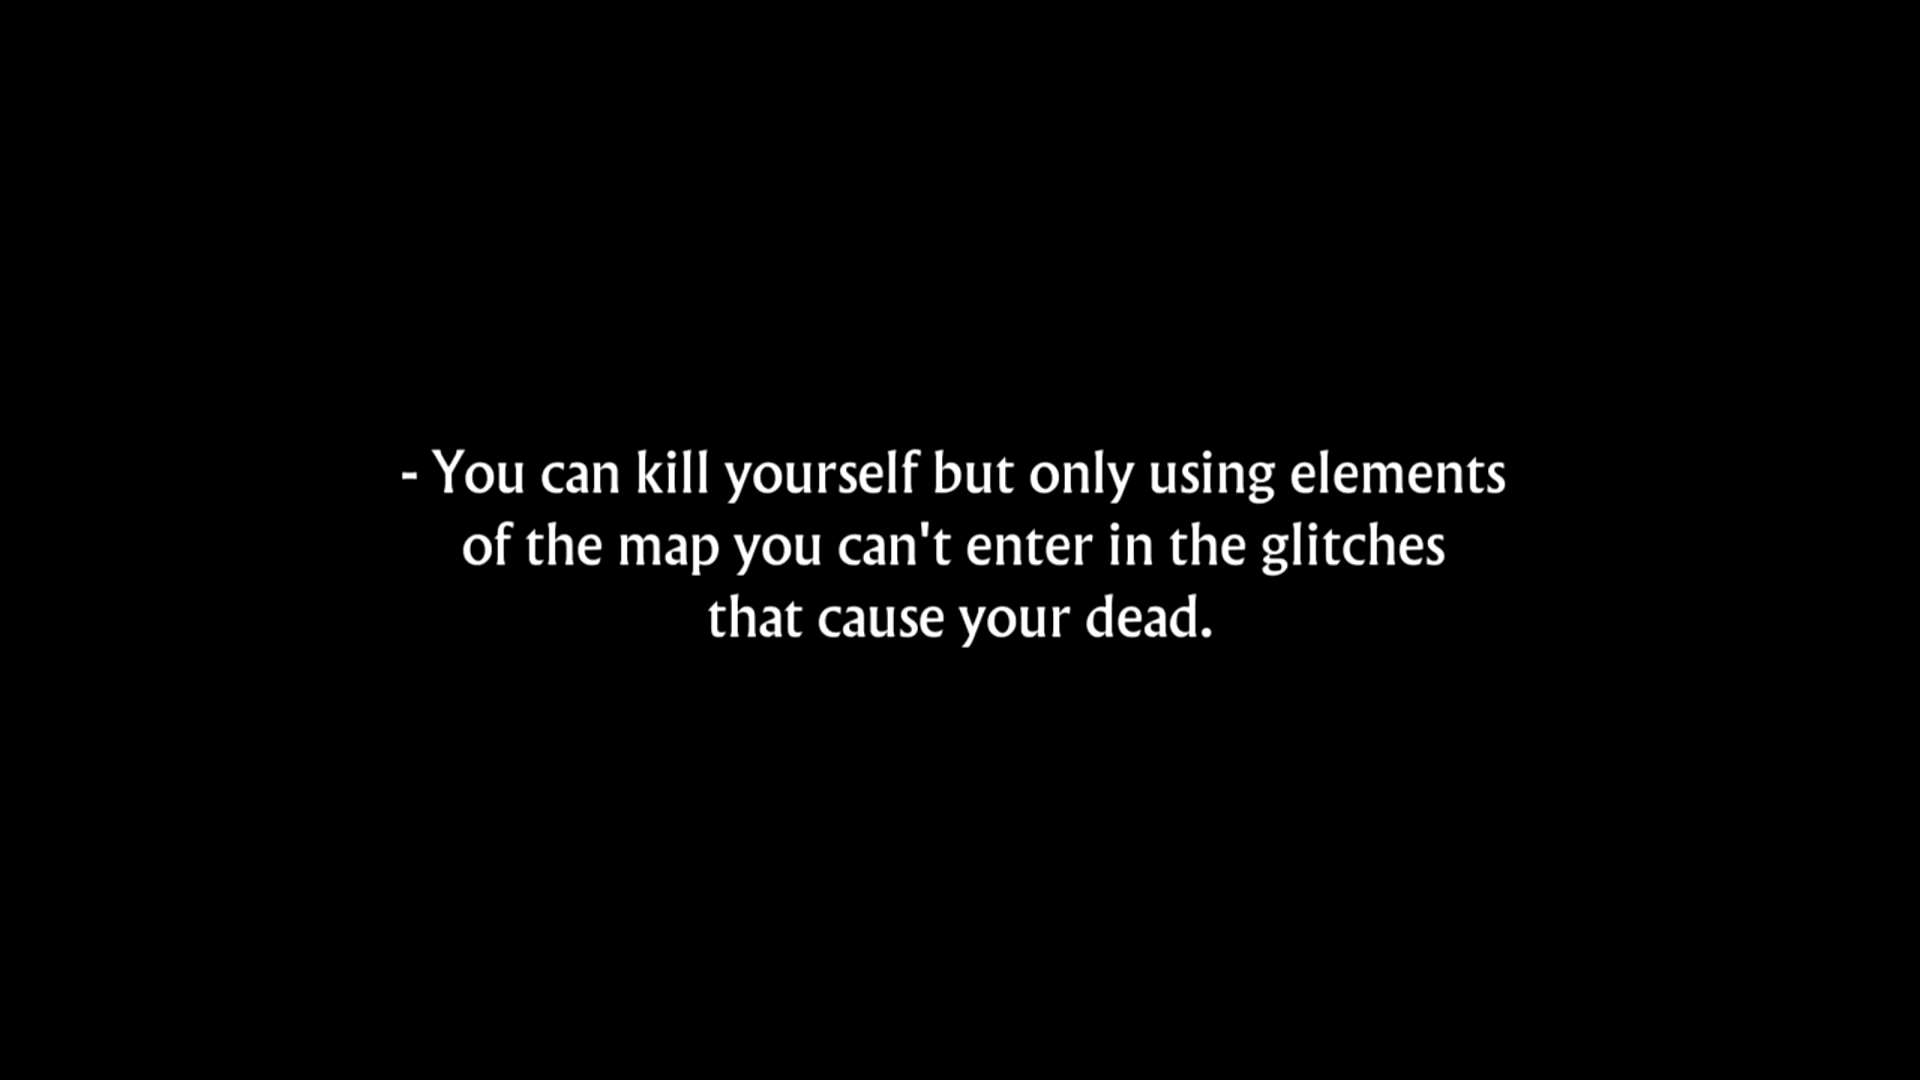 - You can kill yourself but only using elements
of the map you can't enter in the glitches
that cause your dead.